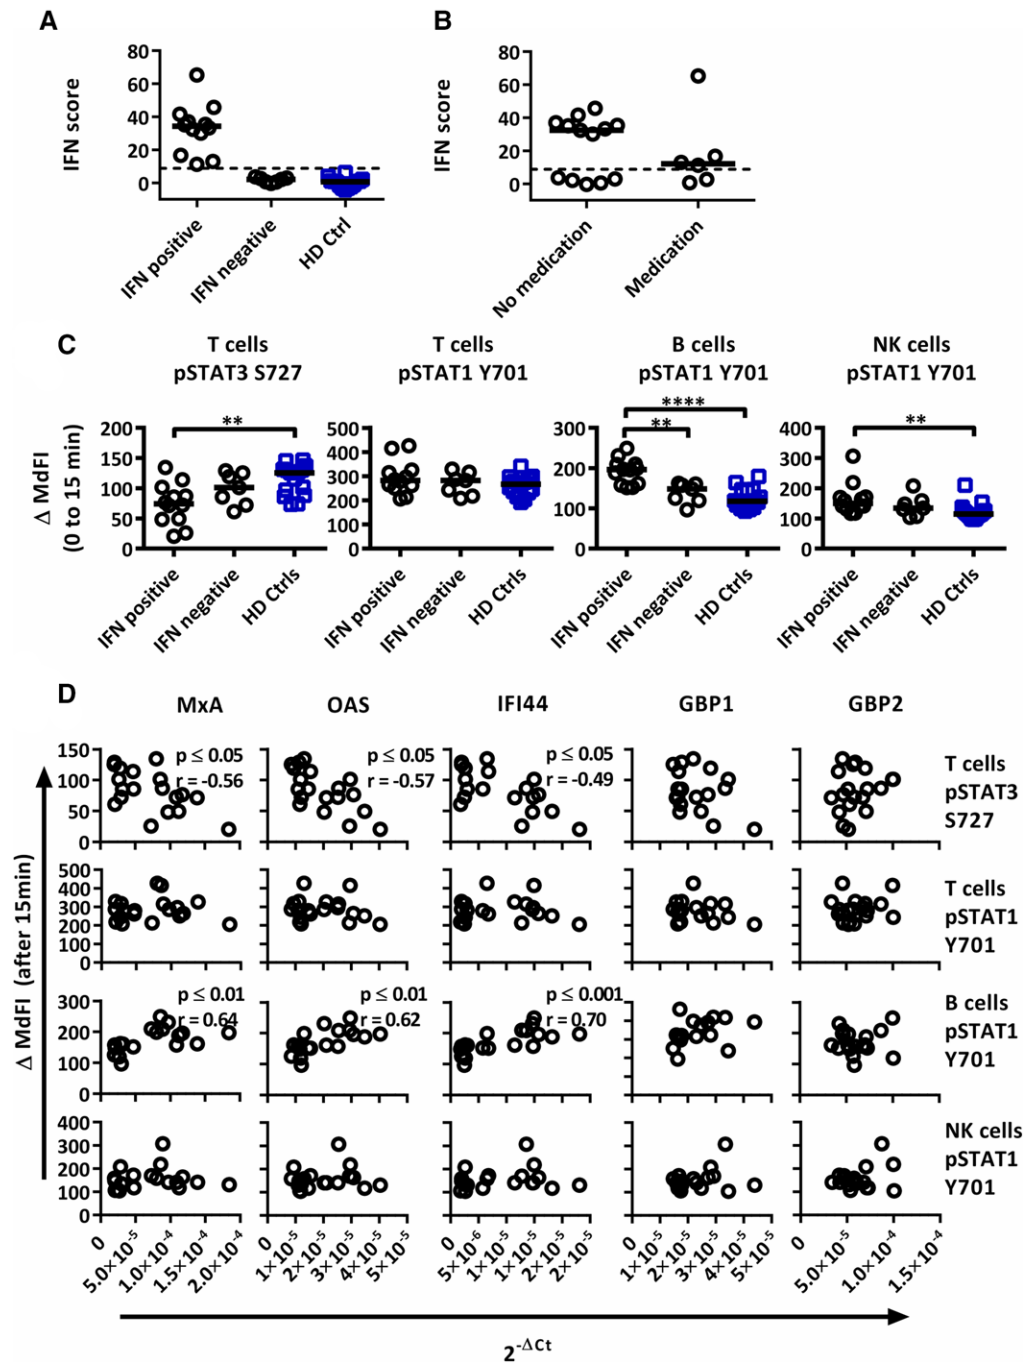 A
B
IFN score
80
60
40
20
0
IFN positive
IFN negative
HD Ctrl
IFN score
80
60
40
20
0
No medication
Medication
C
T cells
pSTAT3 S727
T cells
pSTAT1 Y701
B cells
pSTAT1 Y701
NK cells
pSTAT1 Y701
Δ MdFI
(0 to 15 min)
200
150
100
50
0
**
IFN positive
IFN negative
HD Ctrls
500
400
300
200
100
0
IFN positive
IFN negative
HD Ctrls
300
200
100
0
****
**
IFN positive
IFN negative
HD Ctrls
400
300
200
100
0
**
IFN positive
IFN negative
HD Ctrls
D
MxA
OAS
IFI44
GBP1
GBP2
Δ MdFI (after 15min)
150
100
50
0
p ≤ 0.05
r = -0.56
p ≤ 0.05
r = -0.57
p ≤ 0.05
r = -0.49
T cells
pSTAT3
S727
500
400
300
200
100
0
T cells
pSTAT1
Y701
300
200
100
0
p ≤ 0.01
r = 0.64
p ≤ 0.01
r = 0.62
p ≤ 0.001
r = 0.70
B cells
pSTAT1
Y701
400
300
200
100
0
NK cells
pSTAT1
Y701
0
5.0×10⁻⁵
1.0×10⁻⁴
1.5×10⁻⁴
2.0×10⁻⁴
0
1×10⁻⁵
2×10⁻⁵
3×10⁻⁵
4×10⁻⁵
5×10⁻⁵
0
5×10⁻⁶
1×10⁻⁵
2×10⁻⁵
2×10⁻⁵
0
1×10⁻⁵
2×10⁻⁵
3×10⁻⁵
4×10⁻⁵
5×10⁻⁵
0
5.0×10⁻⁵
1.0×10⁻⁴
1.5×10⁻⁴
2^-ΔCt